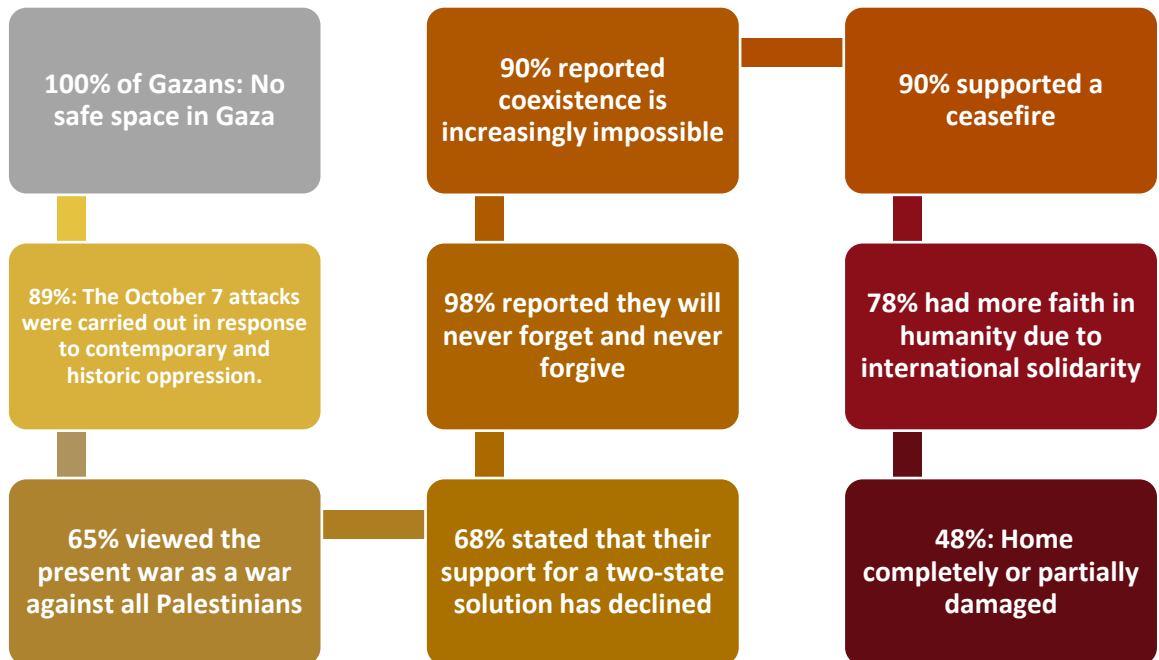 100% of Gazans: No
safe space in Gaza
89%: The October 7 attacks
were carried out in response
to contemporary and
historic oppression.
65% viewed the
present war as a war
against all Palestinians
68% stated that their
support for a two-state
solution has declined
98% reported they will
never forget and never
forgive
90% reported
coexistence is
increasingly impossible
90% supported a
ceasefire
78% had more faith in
humanity due to
international solidarity
48%: Home
completely or partially
damaged